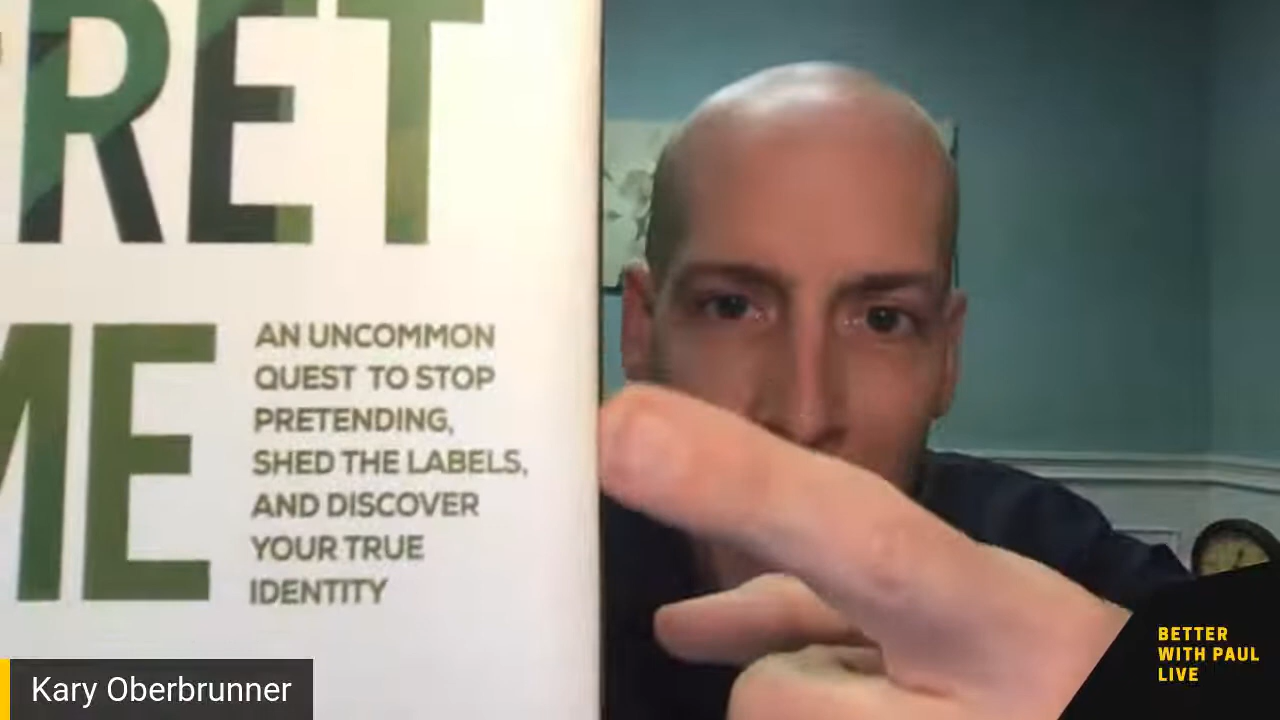 RET
ME
AN UNCOMMON
QUEST TO STOP
PRETENDING,
SHED THE LABELS,
AND DISCOVER
YOUR TRUE
IDENTITY
Kary Oberbrunner
BETTER
WITH PAUL
LIVE